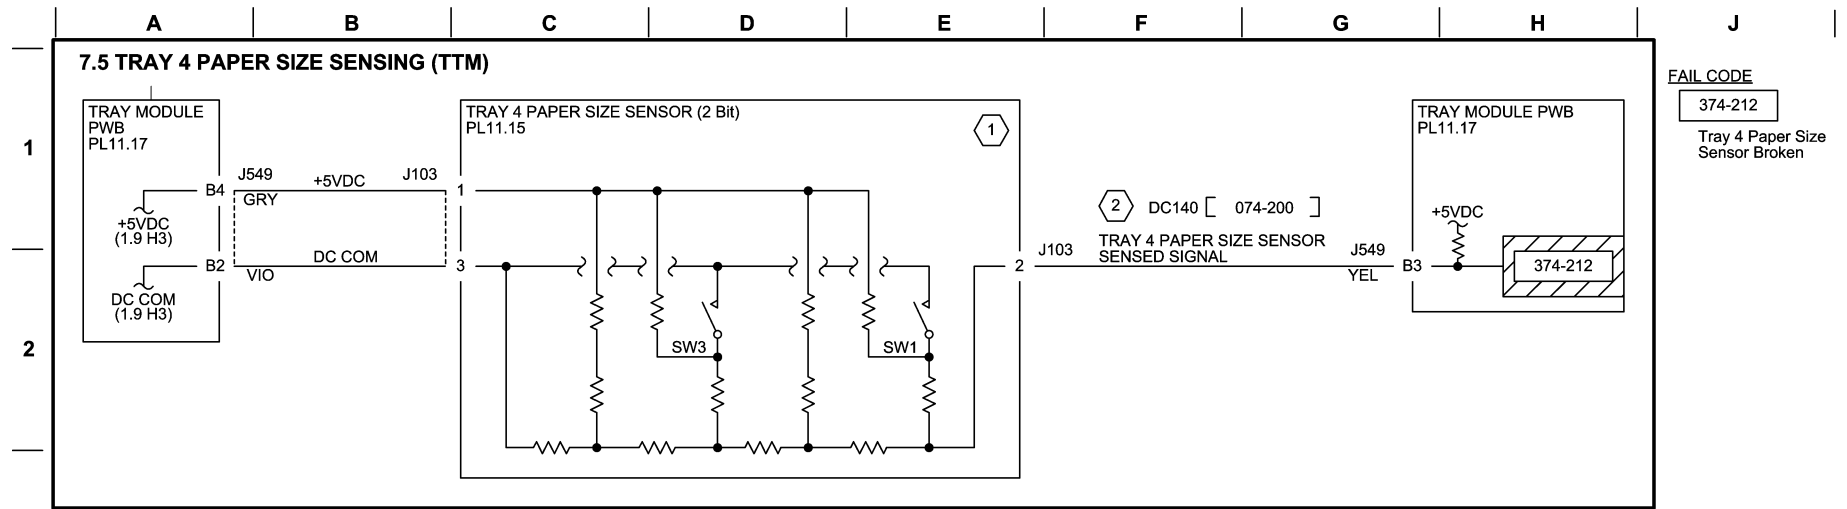 A B C D E F G H J
7.5 TRAY 4 PAPER SIZE SENSING (TTM)
FAIL CODE
374-212
Tray 4 Paper Size
Sensor Broken
1
2
TRAY MODULE
PWB
PL11.17
B4
+5VDC
(1.9 H3)
B2
DC COM
(1.9 H3)
J549
+5VDC
J103
GRY
DC COM
VIO
TRAY 4 PAPER SIZE SENSOR (2 Bit)
PL11.15
1
1
3
2
SW3
SW1
2
DC140 [ 074-200 ]
J103
TRAY 4 PAPER SIZE SENSOR
SENSED SIGNAL
J549
YEL
TRAY MODULE PWB
PL11.17
+5VDC
B3
374-212